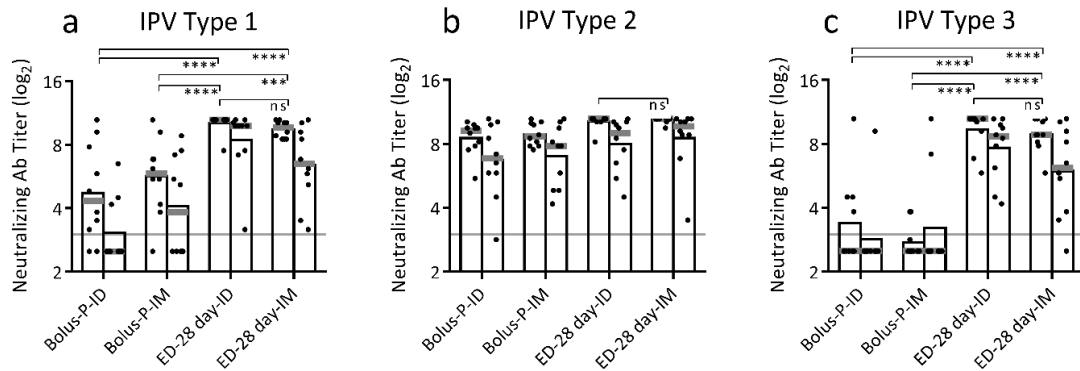 a IPV Type 1
Neutralizing Ab Titer (log2)
16
8
4
2
****
****
****
***
****
ns
Bolus-P-ID
Bolus-P-IM
ED-28 day-ID
ED-28 day-IM
b IPV Type 2
Neutralizing Ab Titer (log2)
16
8
4
2
ns
Bolus-P-ID
Bolus-P-IM
ED-28 day-ID
ED-28 day-IM
c IPV Type 3
Neutralizing Ab Titer (log2)
16
8
4
2
****
****
****
****
ns
Bolus-P-ID
Bolus-P-IM
ED-28 day-ID
ED-28 day-IM